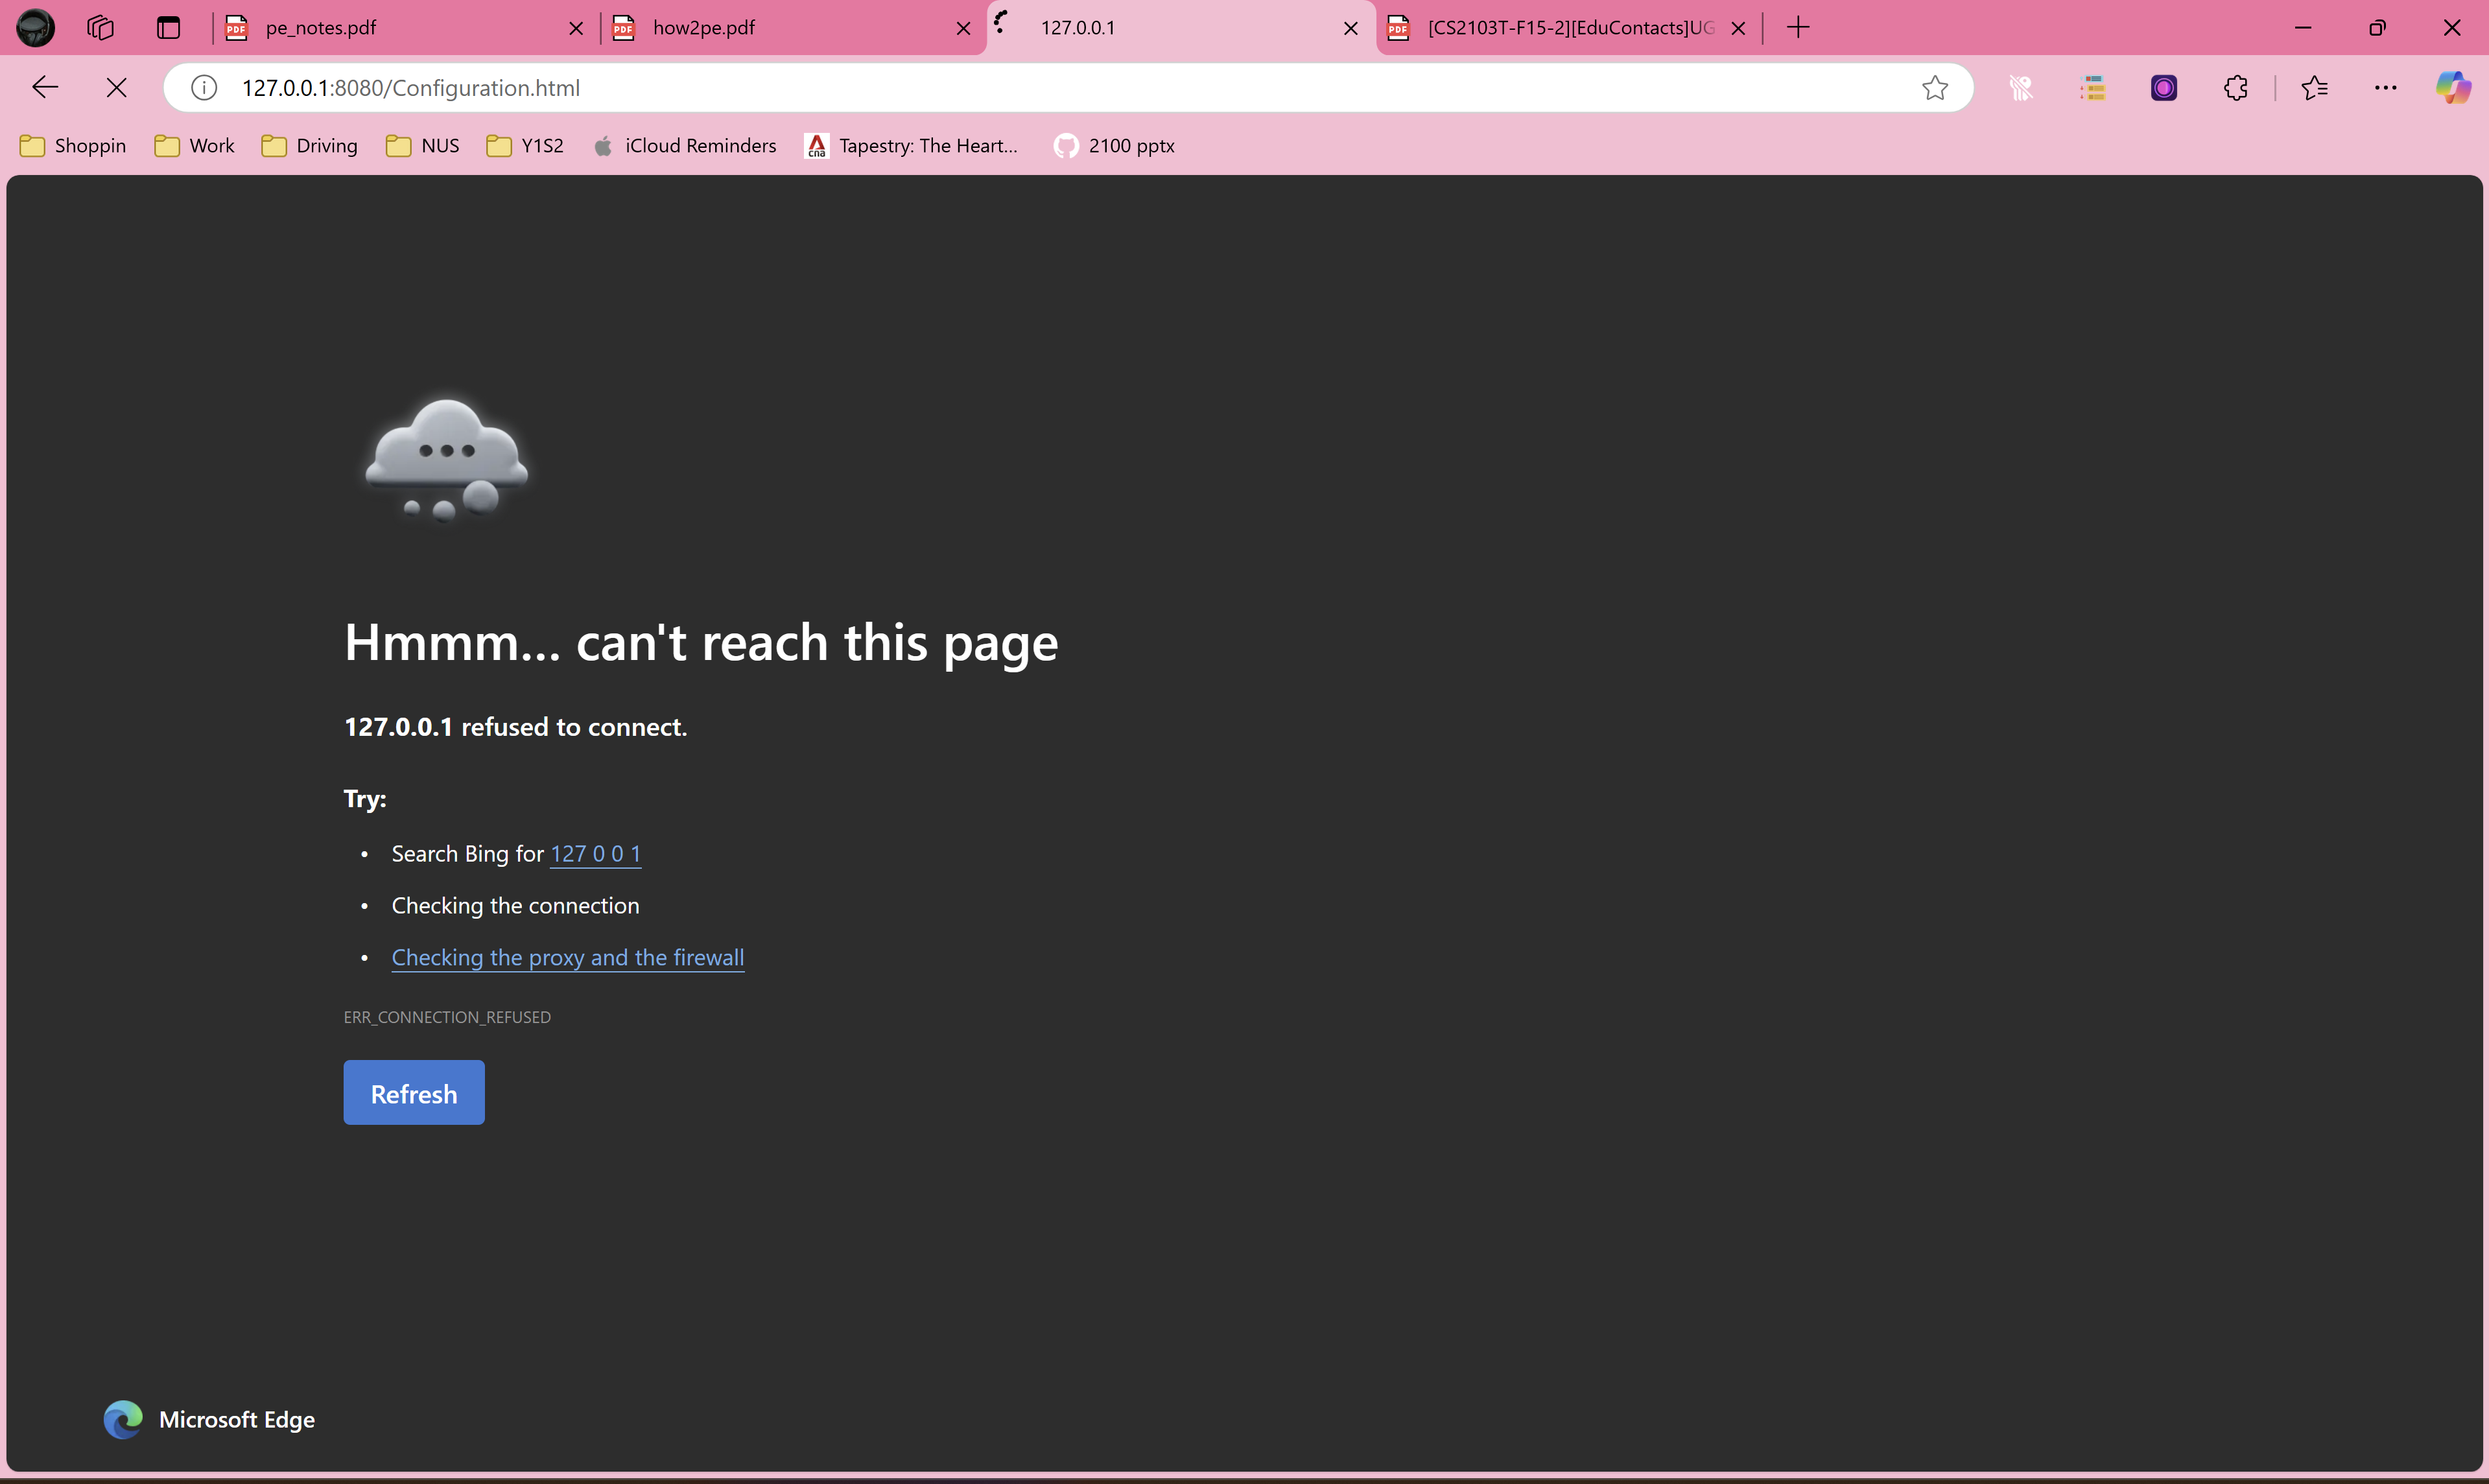 pe_notes.pdf
how2pe.pdf
127.0.0.1
[CS2103T-F15-2][EduContacts]UG
127.0.0.1:8080/Configuration.html
Shoppin
Work
Driving
NUS
Y1S2
iCloud Reminders
cna
Tapestry: The Heart...
2100 pptx
Hmmm... can't reach this page
127.0.0.1 refused to connect.
Try:
• Search Bing for 127 0 0 1
• Checking the connection
• Checking the proxy and the firewall
ERR_CONNECTION_REFUSED
Refresh
Microsoft Edge